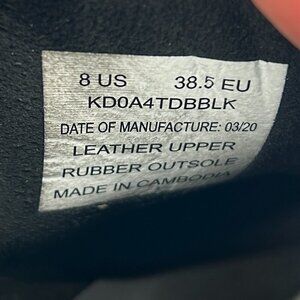 8 US 38.5 EU
KD0A4TDBBLK
DATE OF MANUFACTURE: 03/20
LEATHER UPPER
RUBBER OUTSOLE
MADE IN CAMBODIA